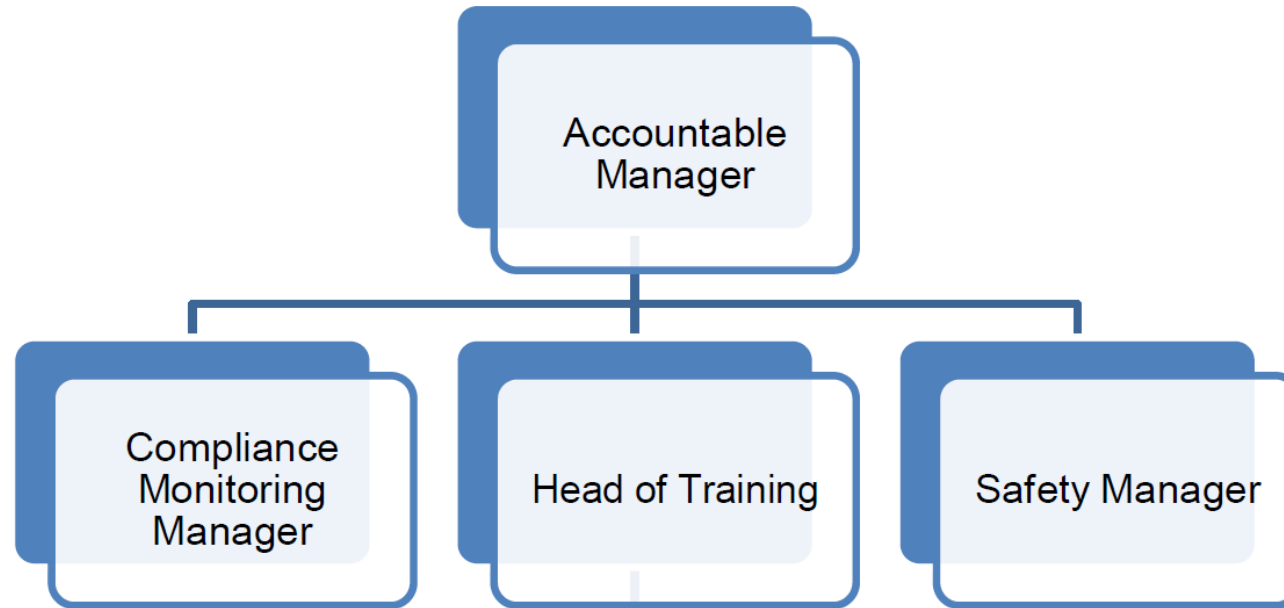 Accountable
Manager
Compliance
Monitoring
Manager
Head of Training
Safety Manager